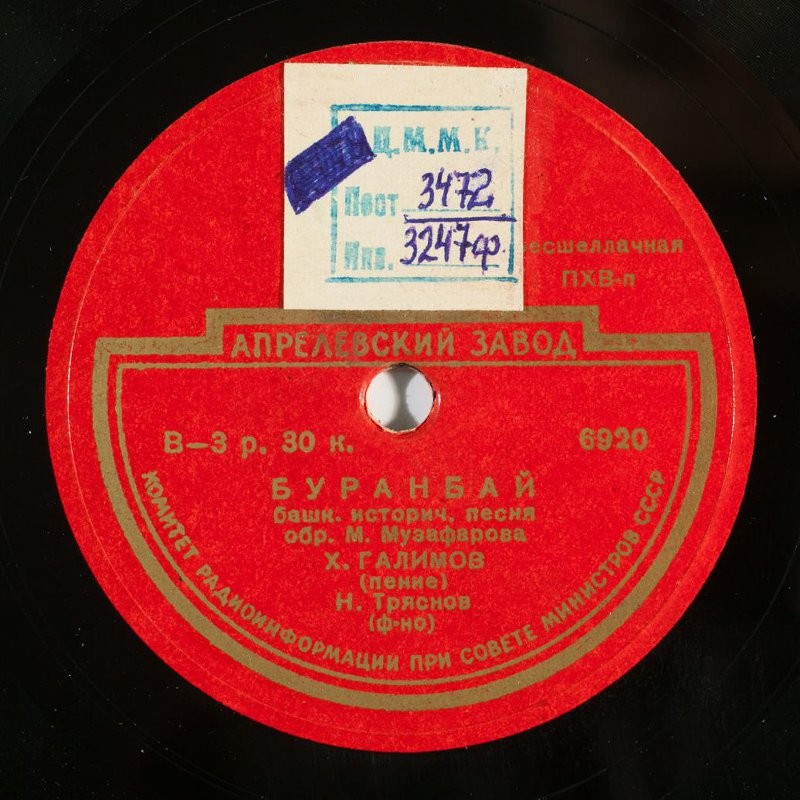 Ц.М.М.К.
Пост 3472
Инв. 3247ф.
есшеллачная
ПХВ-п
АПРЕЛЕВСКИЙ ЗАВОД
В—3 р. 30 к. 6920
БУРАНБАЙ
башк. историч. песня
обр. М. Музафарова
Х. ГАЛИМОВ
(пение)
Н. Тряснов
(ф-но)
КОМИТЕТ РАДИОИНФОРМАЦИИ ПРИ СОВЕТЕ МИНИСТРОВ СССР